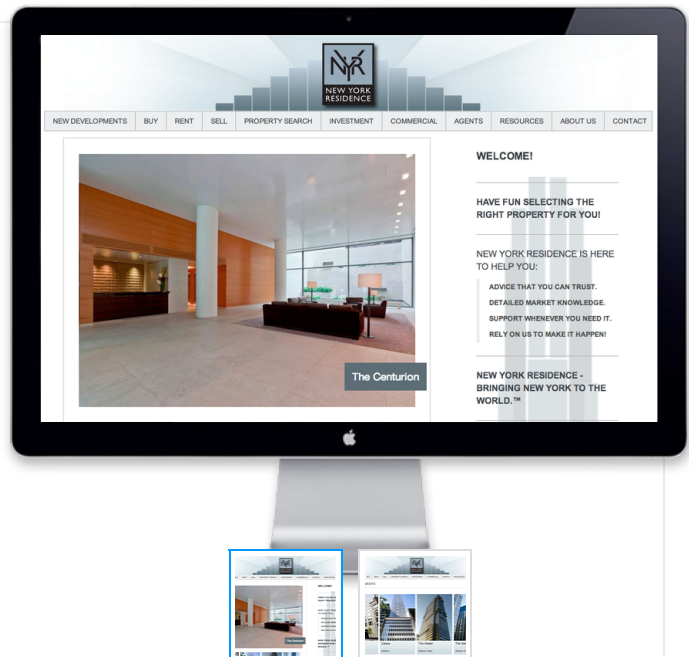 NYR
NEW YORK
RESIDENCE
NEW DEVELOPMENTS BUY RENT SELL PROPERTY SEARCH INVESTMENT COMMERCIAL AGENTS RESOURCES ABOUT US CONTACT
WELCOME!
HAVE FUN SELECTING THE
RIGHT PROPERTY FOR YOU!
NEW YORK RESIDENCE IS HERE
TO HELP YOU:
ADVICE THAT YOU CAN TRUST.
DETAILED MARKET KNOWLEDGE.
SUPPORT WHENEVER YOU NEED IT.
RELY ON US TO MAKE IT HAPPEN!
The Centurion
NEW YORK RESIDENCE -
BRINGING NEW YORK TO THE
WORLD.™